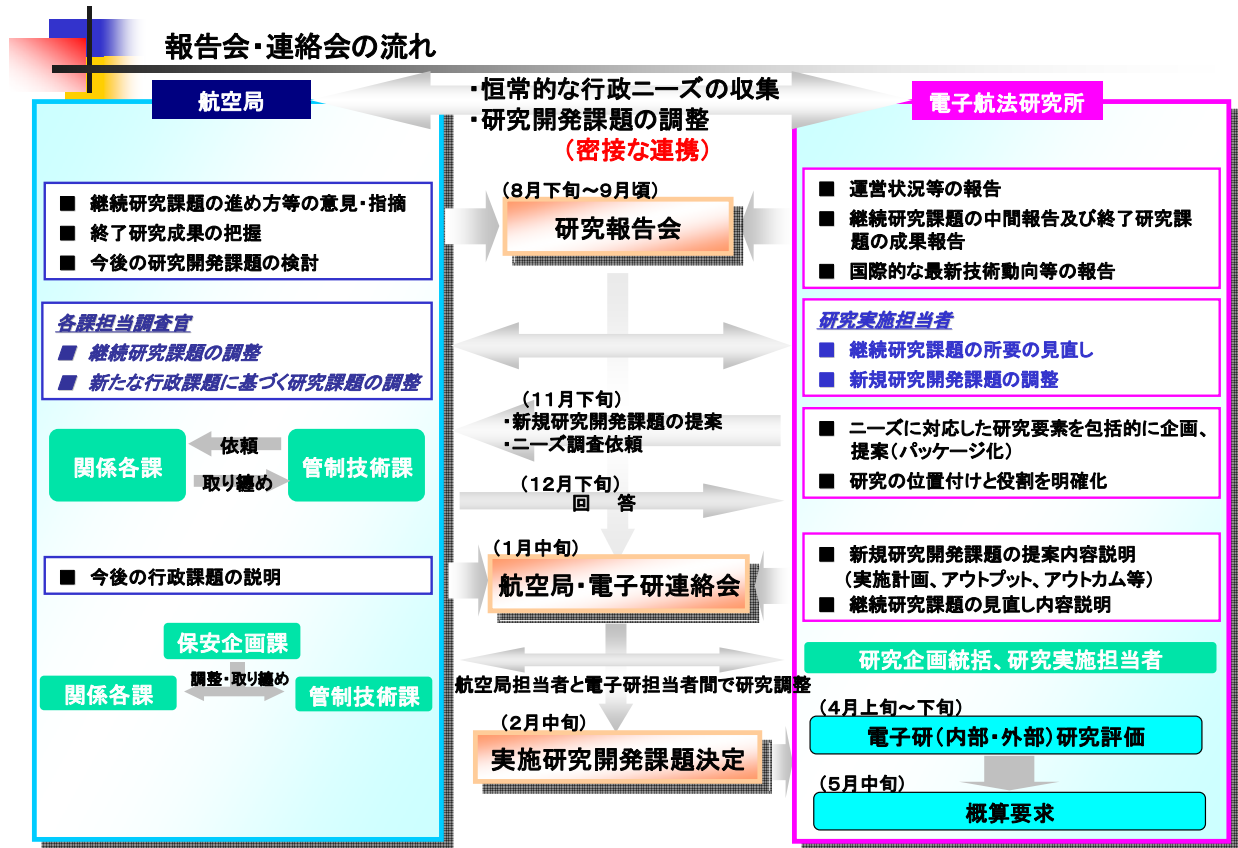 報告会・連絡会の流れ
航空局
・恒常的な行政ニーズの収集
・研究開発課題の調整
（密接な連携）
電子航法研究所
■ 継続研究課題の進め方等の意見・指摘
■ 終了研究成果の把握
■ 今後の研究開発課題の検討
（8月下旬～9月頃）
研究報告会
■ 運営状況等の報告
■ 継続研究課題の中間報告及び終了研究課
題の成果報告
■ 国際的な最新技術動向等の報告
各課担当調査官
■ 継続研究課題の調整
■ 新たな行政課題に基づく研究課題の調整
研究実施担当者
■ 継続研究課題の所要の見直し
■ 新規研究開発課題の調整
（11月下旬）
・新規研究開発課題の提案
・ニーズ調査依頼
関係各課
依頼
取り纏め
管制技術課
■ ニーズに対応した研究要素を包括的に企画、
提案（パッケージ化）
■ 研究の位置付けと役割を明確化
（12月下旬）
回　答
（1月中旬）
航空局・電子研連絡会
■ 今後の行政課題の説明
■ 新規研究開発課題の提案内容説明
（実施計画、アウトプット、アウトカム等）
■ 継続研究課題の見直し内容説明
保安企画課
調整・取り纏め
関係各課
管制技術課
航空局担当者と電子研担当者間で研究調整
研究企画統括、研究実施担当者
（2月中旬）
実施研究開発課題決定
（4月上旬～下旬）
電子研（内部・外部）研究評価
（5月中旬）
概算要求